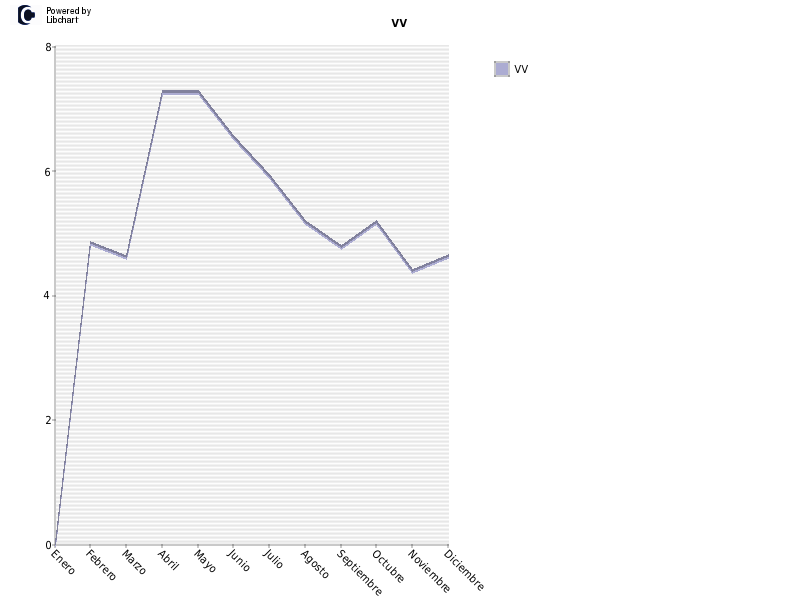 Powered by
Libchart
vv
vv
8
6
4
2
0
Enero
Febrero
Marzo
Abril
Mayo
Junio
Julio
Agosto
Septiembre
Octubre
Noviembre
Diciembre